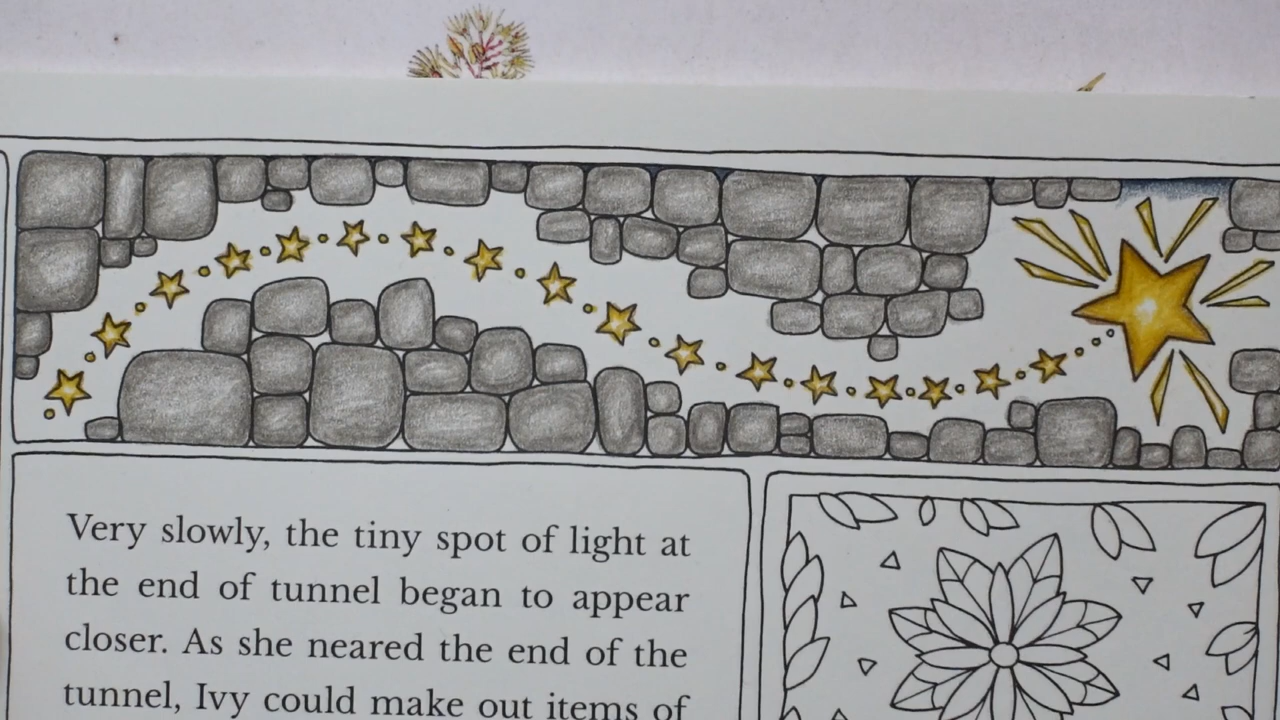 Very slowly, the tiny spot of light at
the end of tunnel began to appear
closer. As she neared the end of the
tunnel, Ivy could make out items of